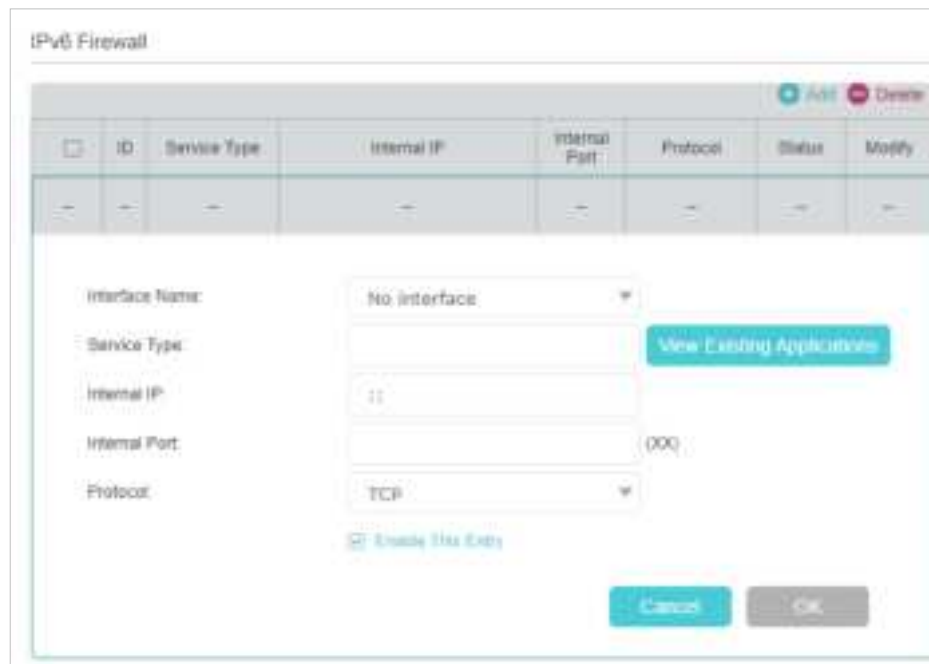 IPv6 Firewall
Add Delete
ID Service Type Internal IP Internal Port Protocol Status Modify
-- -- -- -- -- -- -- --
Interface Name: No Interface
Service Type: View Existing Applications
Internal IP: ::
Internal Port: (XX)
Protocol: TCP
Enable This Entry
Cancel OK